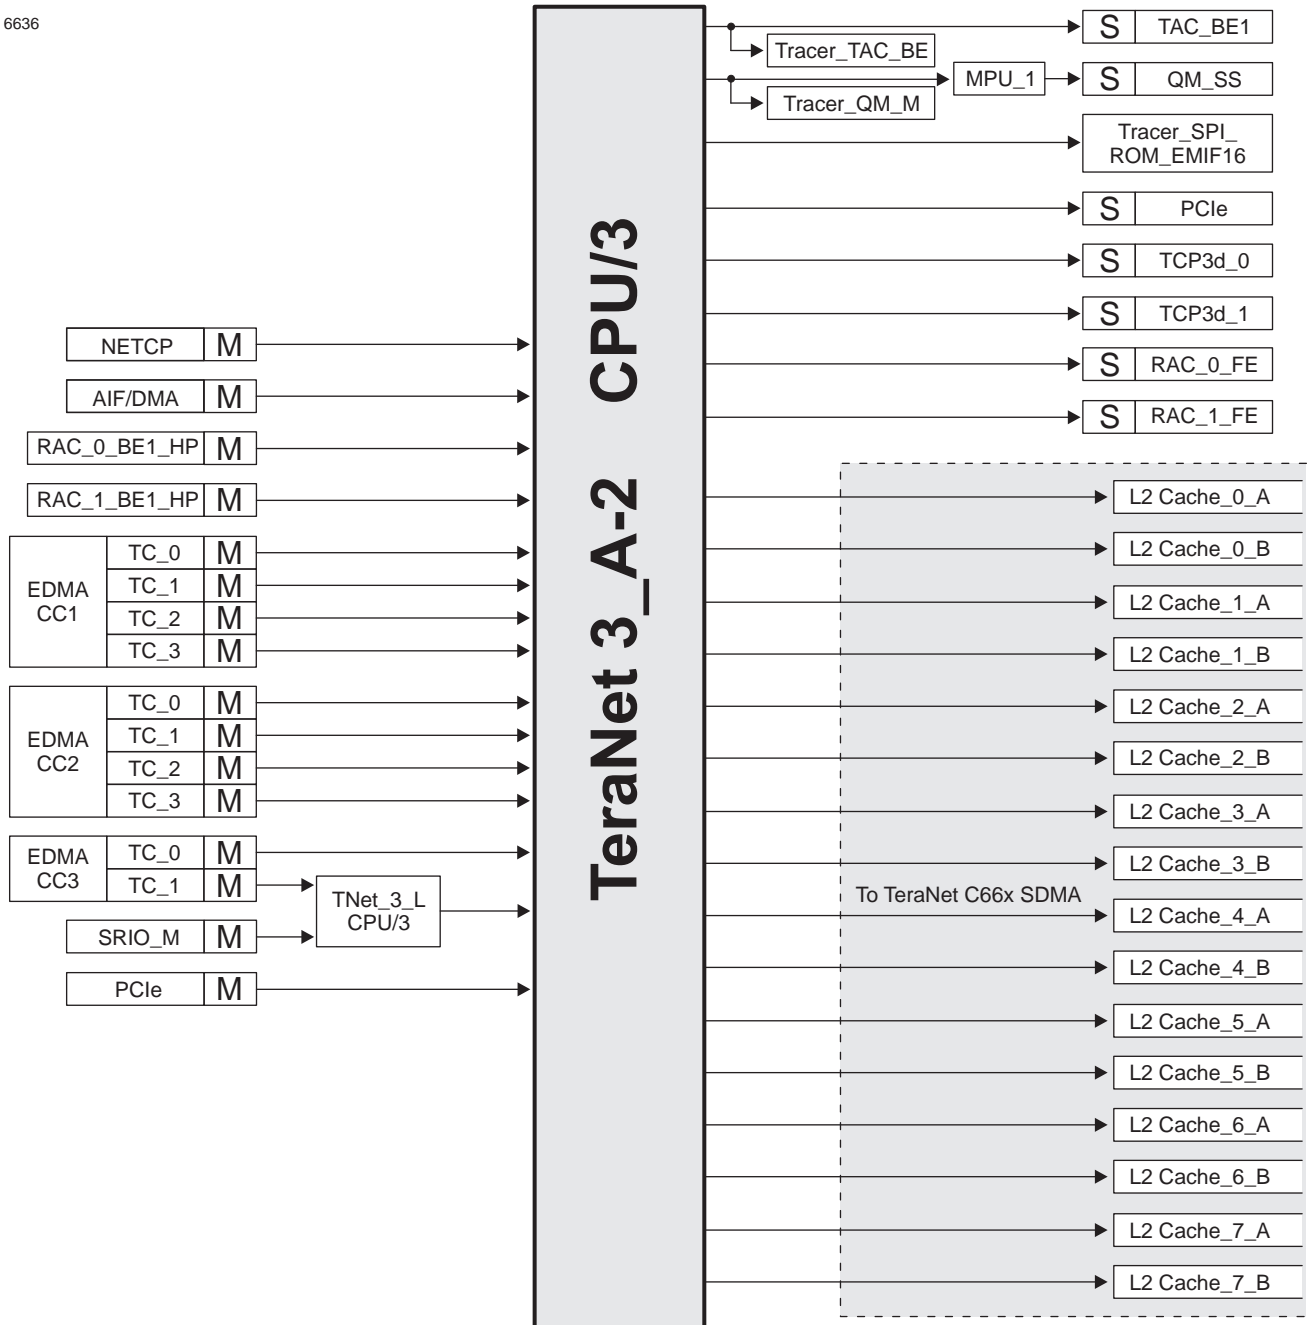 6636
TeraNet 3_A-2 CPU/3
NETCP M
AIF/DMA M
RAC_0_BE1_HP M
RAC_1_BE1_HP M
EDMA
CC1
TC_0 M
TC_1 M
TC_2 M
TC_3 M
EDMA
CC2
TC_0 M
TC_1 M
TC_2 M
TC_3 M
EDMA
CC3
TC_0 M
TC_1 M
TNet_3_L
CPU/3
SRIO_M M
PCIe M
S TAC_BE1
Tracer_TAC_BE
MPU_1
S QM_SS
Tracer_QM_M
Tracer_SPI_
ROM_EMIF16
S PCIe
S TCP3d_0
S TCP3d_1
S RAC_0_FE
S RAC_1_FE
L2 Cache_0_A
L2 Cache_0_B
L2 Cache_1_A
L2 Cache_1_B
L2 Cache_2_A
L2 Cache_2_B
L2 Cache_3_A
L2 Cache_3_B
To TeraNet C66x SDMA
L2 Cache_4_A
L2 Cache_4_B
L2 Cache_5_A
L2 Cache_5_B
L2 Cache_6_A
L2 Cache_6_B
L2 Cache_7_A
L2 Cache_7_B